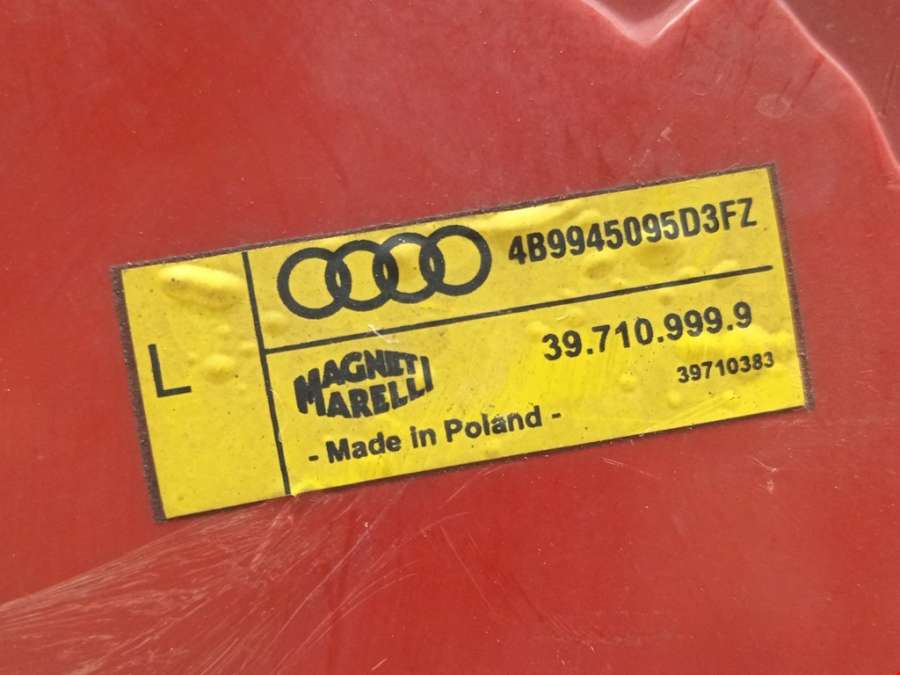 L
4B9945095D3FZ
39.710.999.9
39710383
MAGNETI
MARELLI
- Made in Poland -